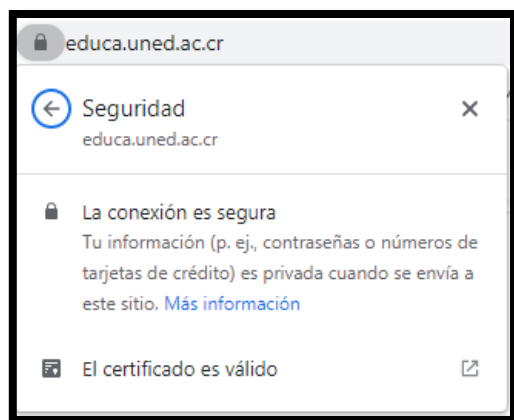 educa.uned.ac.cr
Seguridad
educa.uned.ac.cr
La conexión es segura
Tu información (p. ej., contraseñas o números de
tarjetas de crédito) es privada cuando se envía a
este sitio. Más información
El certificado es válido